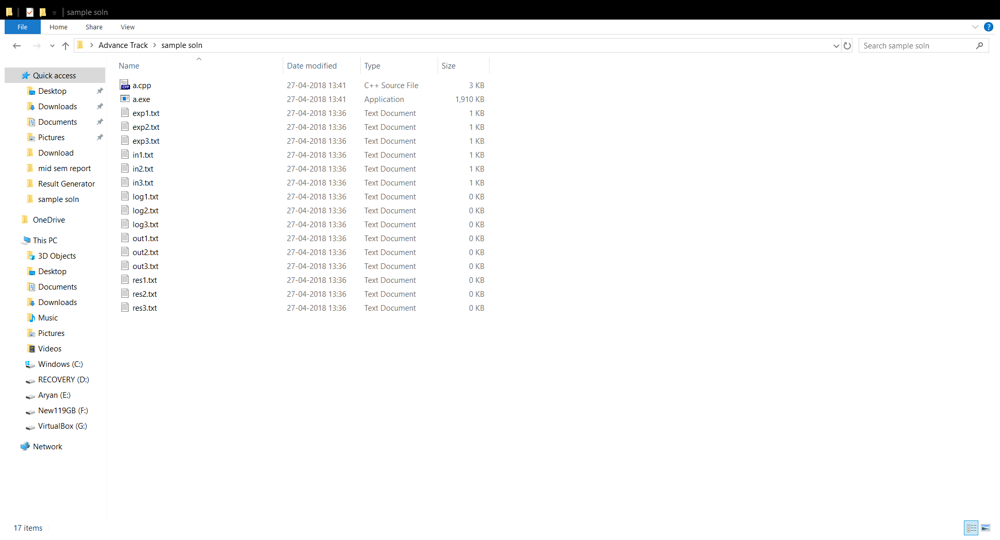 sample soln
File Home Share View
Advance Track sample soln Search sample soln
Name Date modified Type Size
Quick access
Desktop
Downloads
Documents
Pictures
Download
mid sem report
Result Generator
sample soln
OneDrive
This PC
3D Objects
Desktop
Documents
Downloads
Music
Pictures
Videos
Windows (C:)
RECOVERY (D:)
Aryan (E:)
New119GB (F:)
VirtualBox (G:)
Network
a.cpp 27-04-2018 13:41 C++ Source File 3 KB
a.exe 27-04-2018 13:41 Application 1,910 KB
exp1.txt 27-04-2018 13:36 Text Document 1 KB
exp2.txt 27-04-2018 13:36 Text Document 1 KB
exp3.txt 27-04-2018 13:36 Text Document 1 KB
in1.txt 27-04-2018 13:36 Text Document 1 KB
in2.txt 27-04-2018 13:36 Text Document 1 KB
in3.txt 27-04-2018 13:36 Text Document 1 KB
log1.txt 27-04-2018 13:36 Text Document 0 KB
log2.txt 27-04-2018 13:36 Text Document 0 KB
log3.txt 27-04-2018 13:36 Text Document 0 KB
out1.txt 27-04-2018 13:36 Text Document 0 KB
out2.txt 27-04-2018 13:36 Text Document 0 KB
out3.txt 27-04-2018 13:36 Text Document 0 KB
res1.txt 27-04-2018 13:36 Text Document 0 KB
res2.txt 27-04-2018 13:36 Text Document 0 KB
res3.txt 27-04-2018 13:36 Text Document 0 KB
17 items